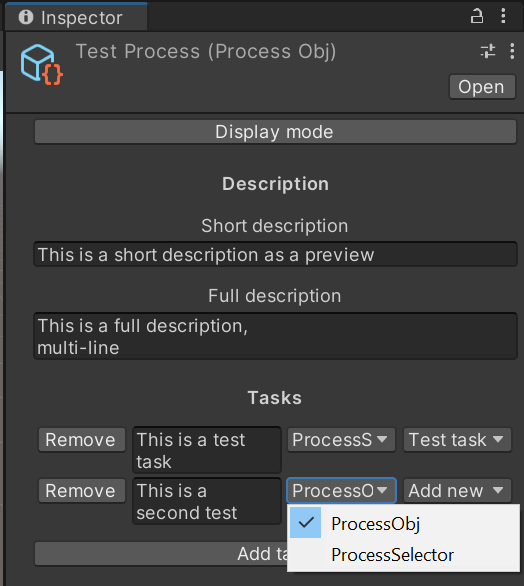 Inspector
Test Process (Process Obj)
Open
Display mode
Description
Short description
This is a short description as a preview
Full description
This is a full description,
multi-line
Tasks
Remove This is a test ProcessS Test task
task
Remove This is a ProcessO Add new
second test
ProcessObj
ProcessSelector
Add ta